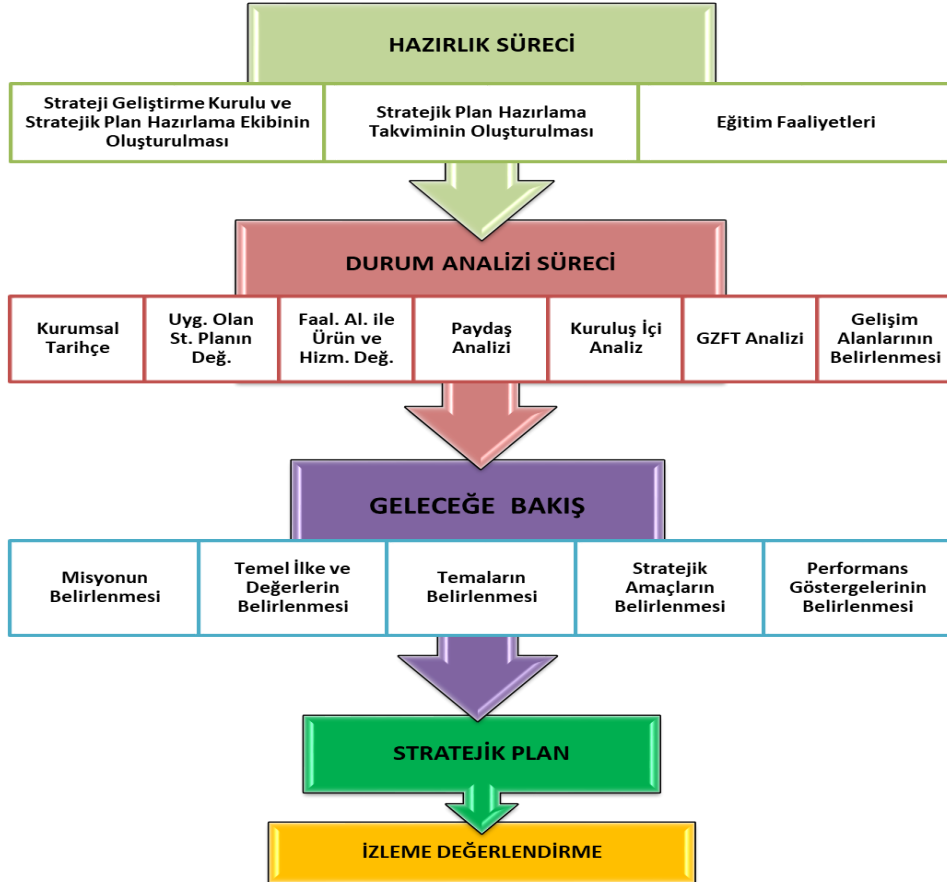 HAZIRLIK SÜRECİ
Strateji Geliştirme Kurulu ve
Stratejik Plan Hazırlama Ekibinin
Oluşturulması
Stratejik Plan Hazırlama
Takviminin Oluşturulması
Eğitim Faaliyetleri
DURUM ANALİZİ SÜRECİ
Kurumsal
Tarihçe
Uyg. Olan
St. Planın
Değ.
Faal. Al. ile
Ürün ve
Hizm. Değ.
Paydaş
Analizi
Kuruluş İçi
Analiz
GZFT Analizi
Gelişim
Alanlarının
Belirlenmesi
GELECEĞE BAKIŞ
Misyonun
Belirlenmesi
Temel İlke ve
Değerlerin
Belirlenmesi
Temaların
Belirlenmesi
Stratejik
Amaçların
Belirlenmesi
Performans
Göstergelerinin
Belirlenmesi
STRATEJİK PLAN
İZLEME DEĞERLENDİRME